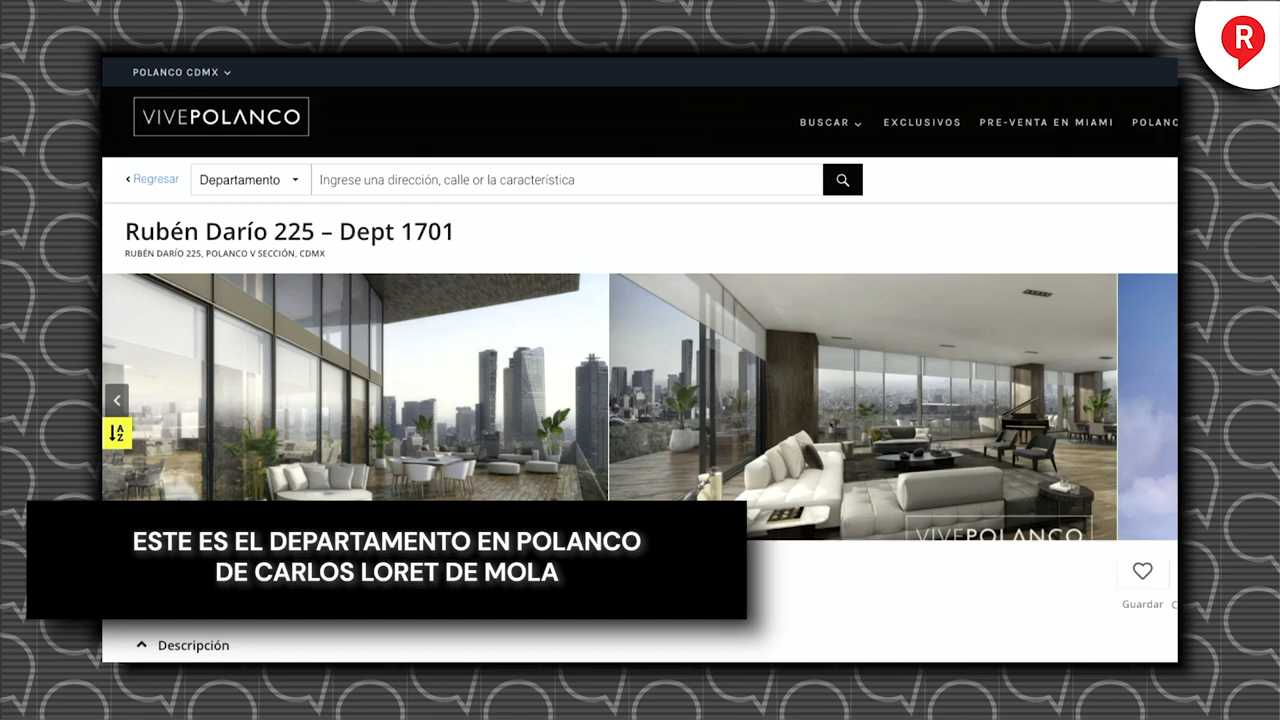 R
POLANCO CDMX
VIVEPOLANCO
BUSCAR EXCLUSIVOS PRE-VENTA EN MIAMI POLANC
Regresar Departamento Ingrese una dirección, calle or la característica
Rubén Darío 225 – Dept 1701
RUBÉN DARÍO 225, POLANCO V SECCIÓN, CDMX
A
Z
VIVEPOLANCO
ESTE ES EL DEPARTAMENTO EN POLANCO
DE CARLOS LORET DE MOLA
Guardar C
Descripción